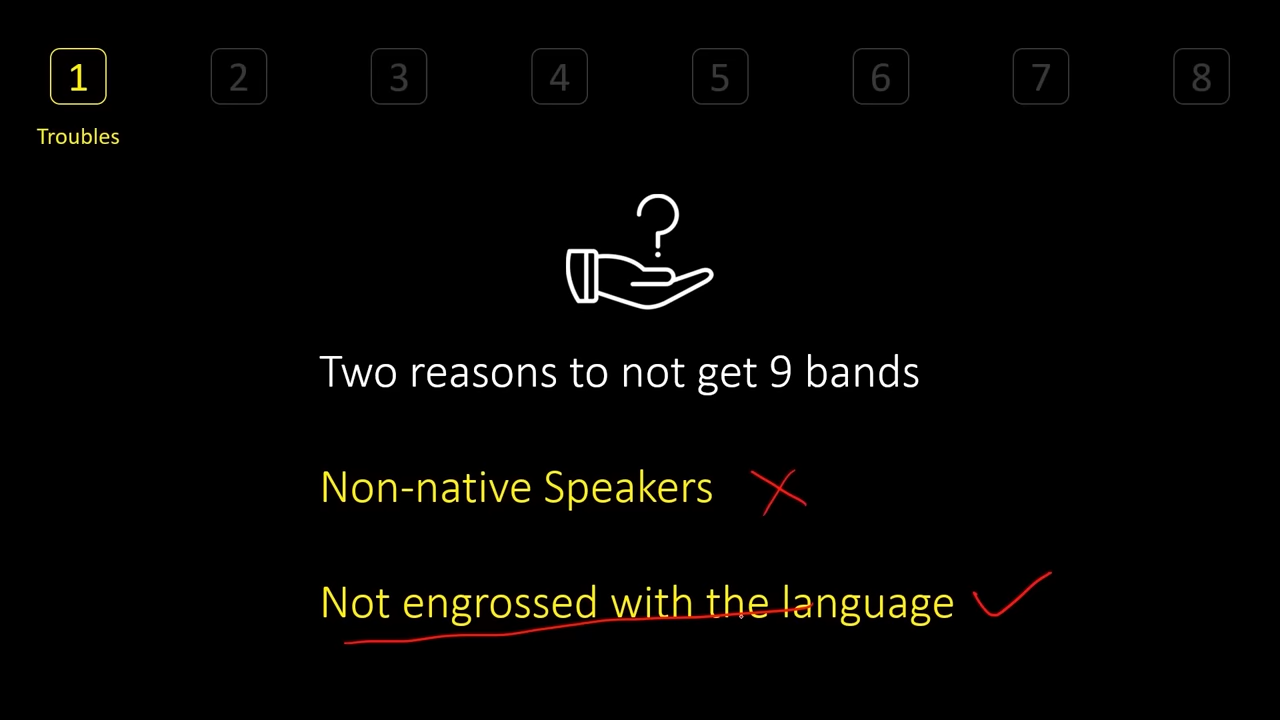 1 2 3 4 5 6 7 8
Troubles
?
Two reasons to not get 9 bands
Non-native Speakers
Not engrossed with the language